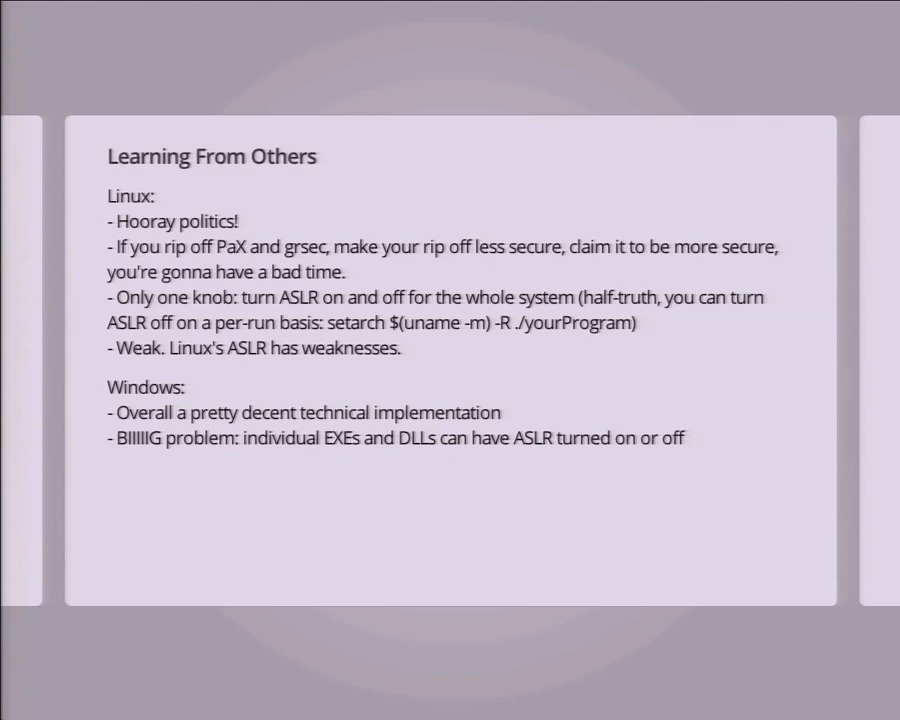 Learning From Others
Linux:
- Hooray politics!
- If you rip off PaX and grsec, make your rip off less secure, claim it to be more secure,
you're gonna have a bad time.
- Only one knob: turn ASLR on and off for the whole system (half-truth, you can turn
ASLR off on a per-run basis: setarch $(uname -m) -R ./yourProgram)
- Weak. Linux's ASLR has weaknesses.
Windows:
- Overall a pretty decent technical implementation
- BIIIIIG problem: individual EXEs and DLLs can have ASLR turned on or off